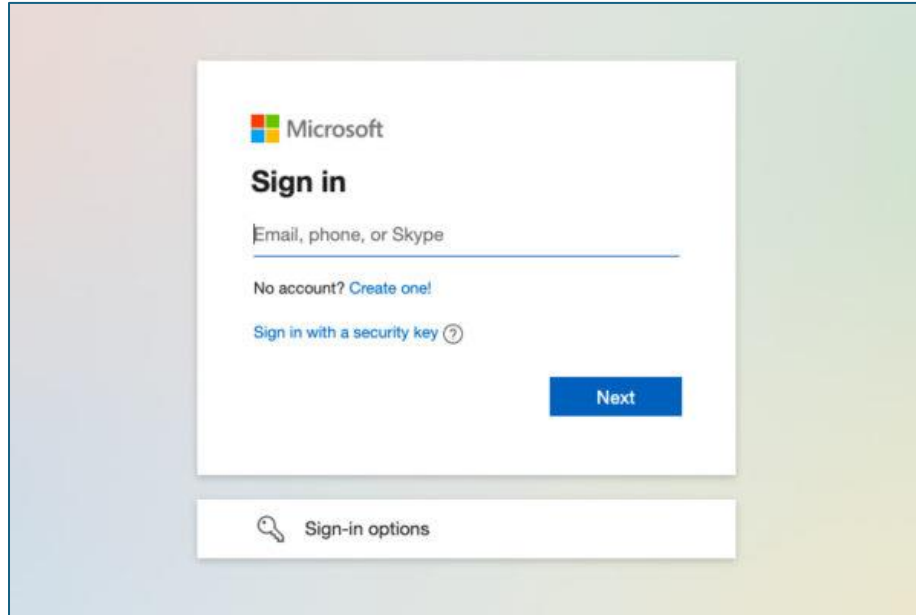 Microsoft
Sign in
Email, phone, or Skype
No account? Create one!
Sign in with a security key
Next
Sign-in options